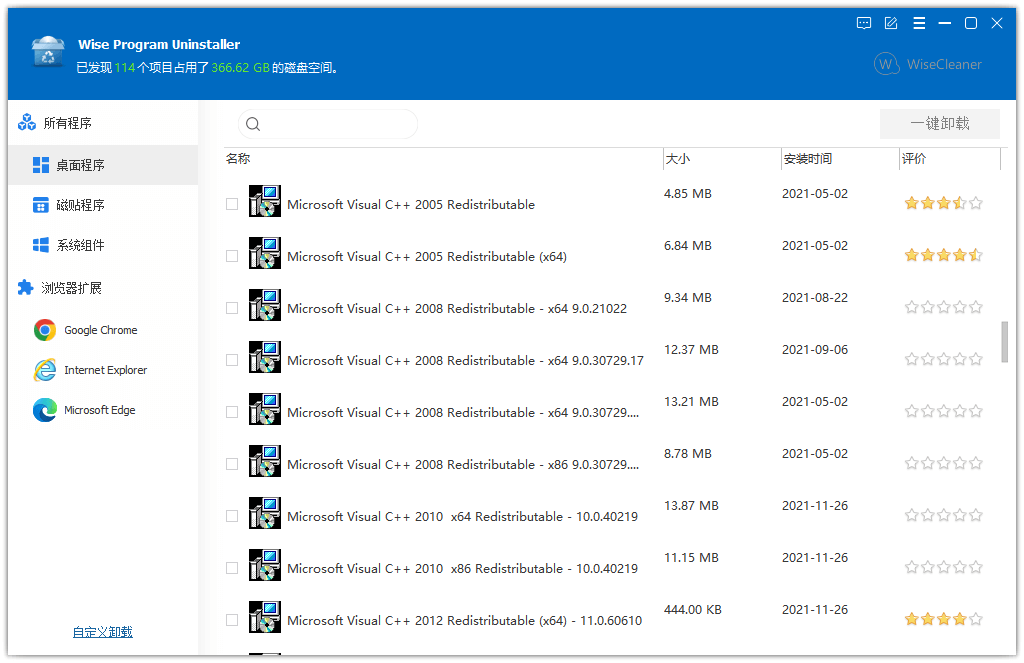 Wise Program Uninstaller
已发现114个项目占用了366.62 GB的磁盘空间。
W WiseCleaner
所有程序
桌面程序
磁贴程序
系统组件
浏览器扩展
Google Chrome
Internet Explorer
Microsoft Edge
自定义卸载
一键卸载
名称 大小 安装时间 评价
Microsoft Visual C++ 2005 Redistributable 4.85 MB 2021-05-02
Microsoft Visual C++ 2005 Redistributable (x64) 6.84 MB 2021-05-02
Microsoft Visual C++ 2008 Redistributable - x64 9.0.21022 9.34 MB 2021-08-22
Microsoft Visual C++ 2008 Redistributable - x64 9.0.30729.17 12.37 MB 2021-09-06
Microsoft Visual C++ 2008 Redistributable - x64 9.0.30729.... 13.21 MB 2021-05-02
Microsoft Visual C++ 2008 Redistributable - x86 9.0.30729.... 8.78 MB 2021-05-02
Microsoft Visual C++ 2010  x64 Redistributable - 10.0.40219 13.87 MB 2021-11-26
Microsoft Visual C++ 2010  x86 Redistributable - 10.0.40219 11.15 MB 2021-11-26
Microsoft Visual C++ 2012 Redistributable (x64) - 11.0.60610 444.00 KB 2021-11-26